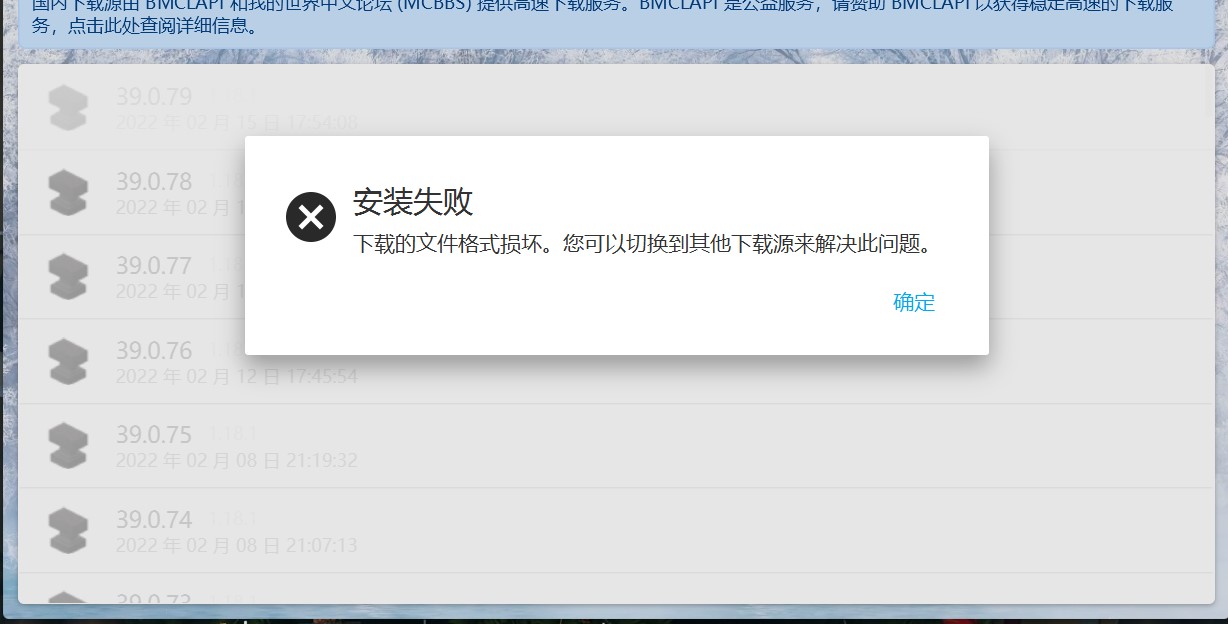 国内下载源由 BMCLAPI 和我的世界中文论坛 (MCBBS) 提供高速下载服务。BMCLAPI 是公益服务，请赞助 BMCLAPI 以获得稳定高速的下载服
务，点击此处查阅详细信息。
39.0.79 1.18.1
2022 年 02 月 15 日 17:54:08
安装失败
下载的文件格式损坏。您可以切换到其他下载源来解决此问题。
确定
39.0.78
2022 年 02 月 1
39.0.77
2022 年 02 月 1
39.0.76
2022 年 02 月 12 日 17:45:54
39.0.75 1.18.1
2022 年 02 月 08 日 21:19:32
39.0.74 1.18.1
2022 年 02 月 08 日 21:07:13
39.0.73